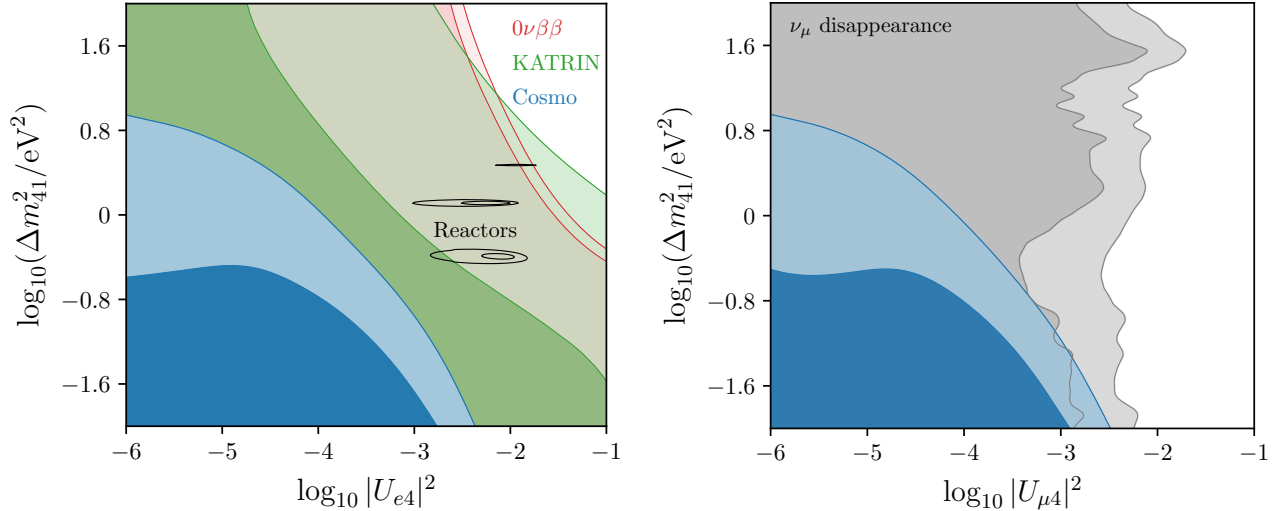 0νββ
KATRIN
Cosmo
Reactors
1.6
0.8
0
−0.8
−1.6
log₁₀(Δm²₄₁/eV²)
−6
−5
−4
−3
−2
−1
log₁₀ |Uₑ₄|²
ν_μ disappearance
1.6
0.8
0
−0.8
−1.6
log₁₀(Δm²₄₁/eV²)
−6
−5
−4
−3
−2
−1
log₁₀ |U_μ₄|²